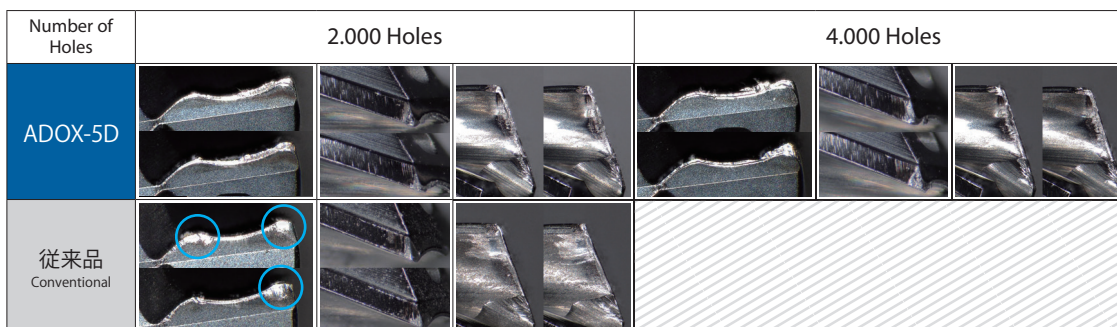 Number of
Holes
2.000 Holes
4.000 Holes
ADOX-5D
従来品
Conventional